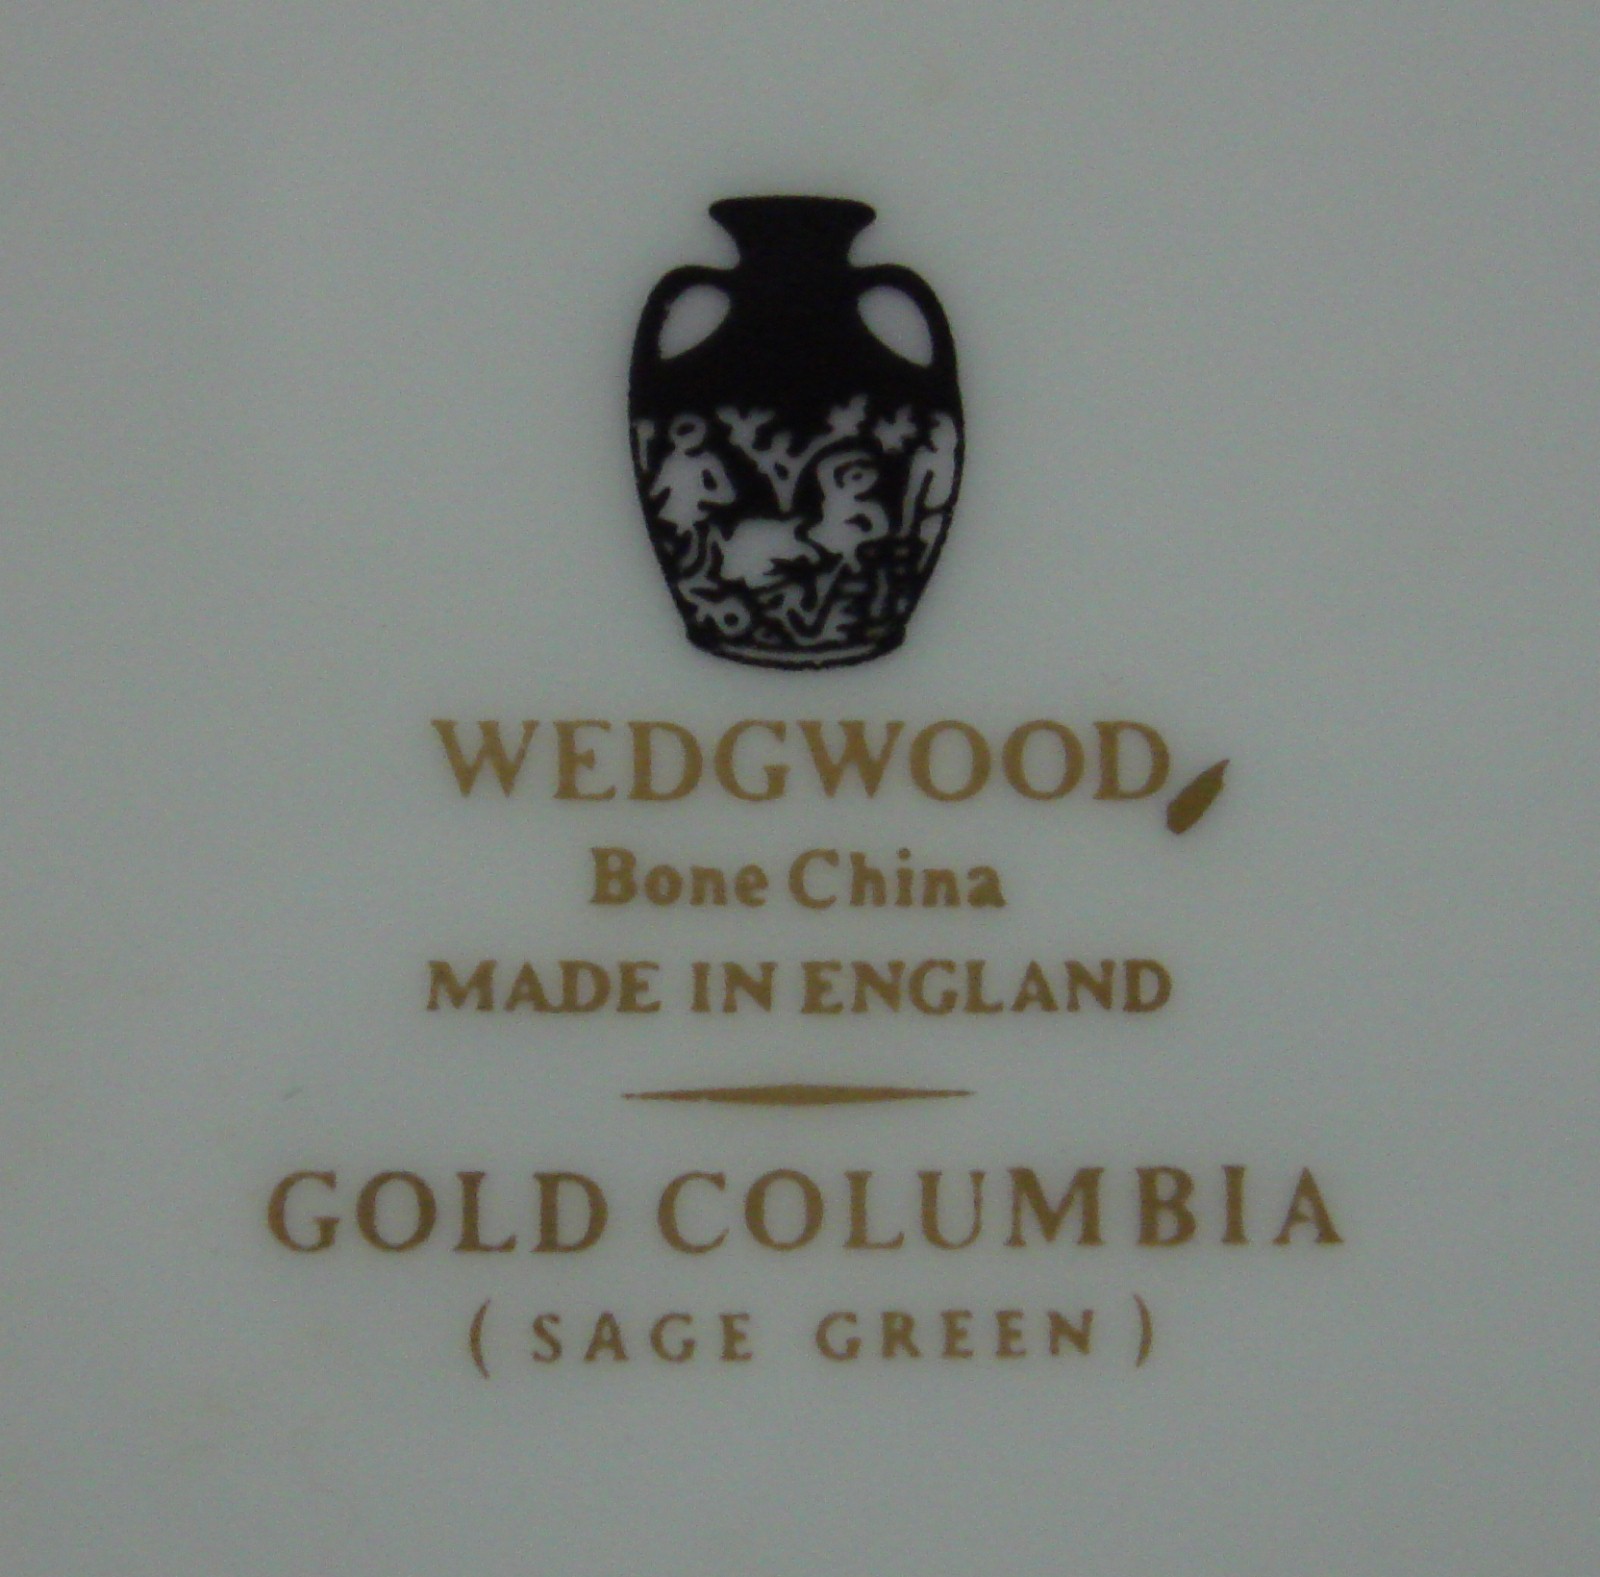 WEDGWOOD
Bone China
MADE IN ENGLAND
GOLD COLUMBIA
( SAGE GREEN )